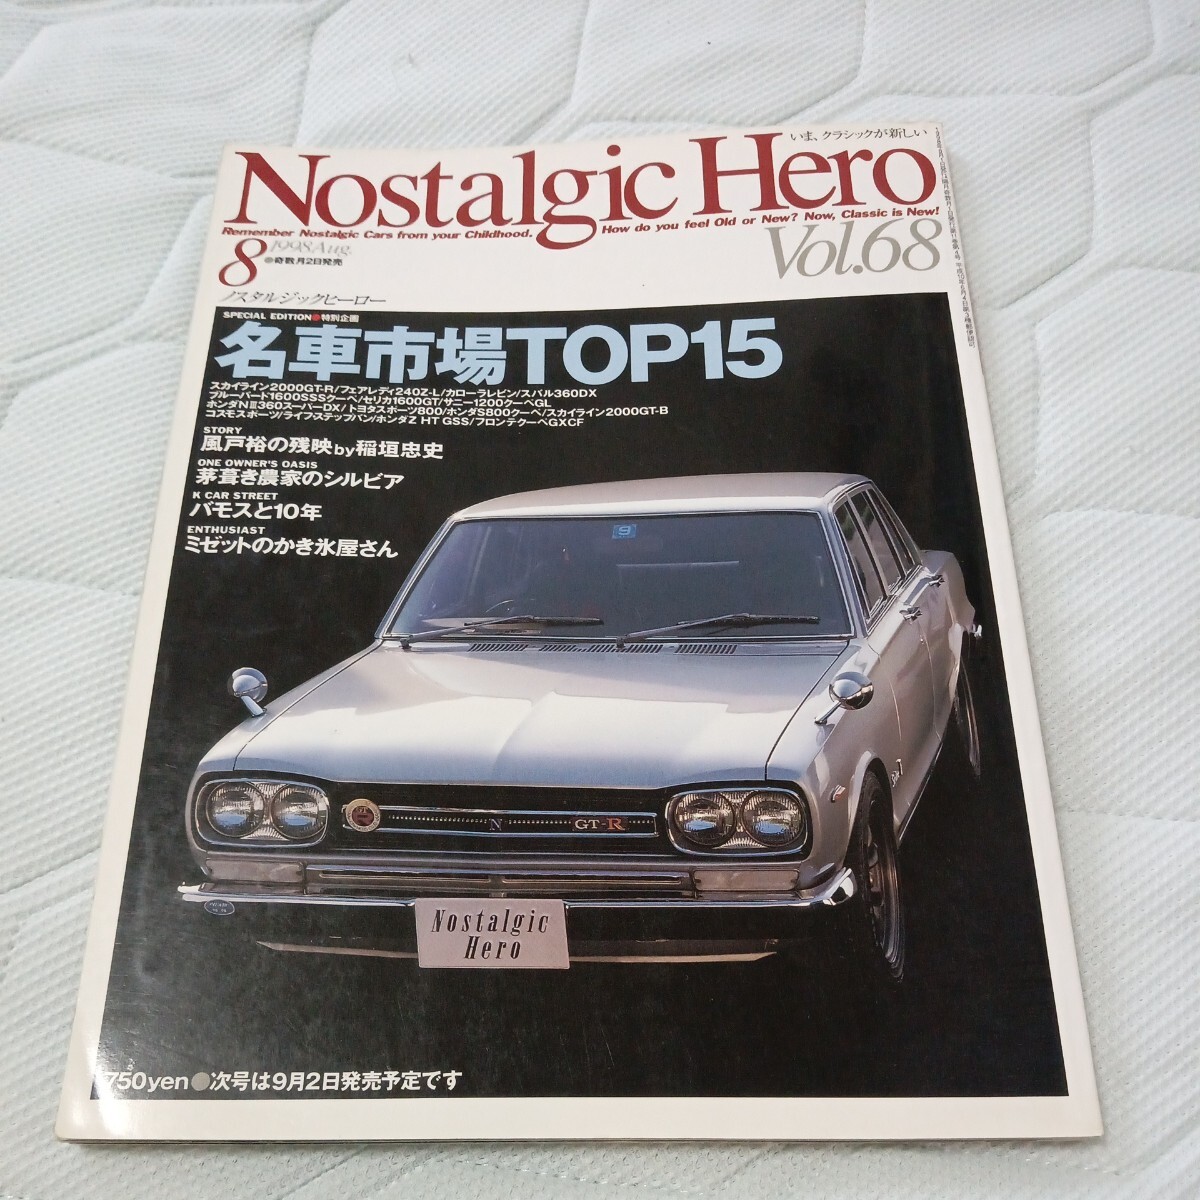 いま、クラシックが新しい
Nostalgic Hero
Remember Nostalgic Cars from your Childhood.
How do you feel Old or New? Now, Classic is New!
8 1998.Aug.
●奇数月2日発売
Vol.68
ノスタルジックヒーロー
SPECIAL EDITION●特別企画
名車市場TOP15
スカイライン2000GT-R/フェアレディ240Z-L/カローラレビン/スバル360DX
ブルーバード1600SSSクーペ/セリカ1600GT/サニー1200クーペGL
ホンダNⅢ360スーパーDX/トヨタスポーツ800/ホンダS800クーペ/スカイライン2000GT-B
コスモスポーツ/ライフステップバン/ホンダZ HT GSS/フロンテクーペGXCF
STORY
風戸裕の残映by稲垣忠史
ONE OWNER'S OASIS
茅葺き農家のシルビア
K CAR STREET
バモスと10年
ENTHUSIAST
ミゼットのかき氷屋さん
9
N
GT-R
Nostalgic
Hero
750yen●次号は9月2日発売予定です